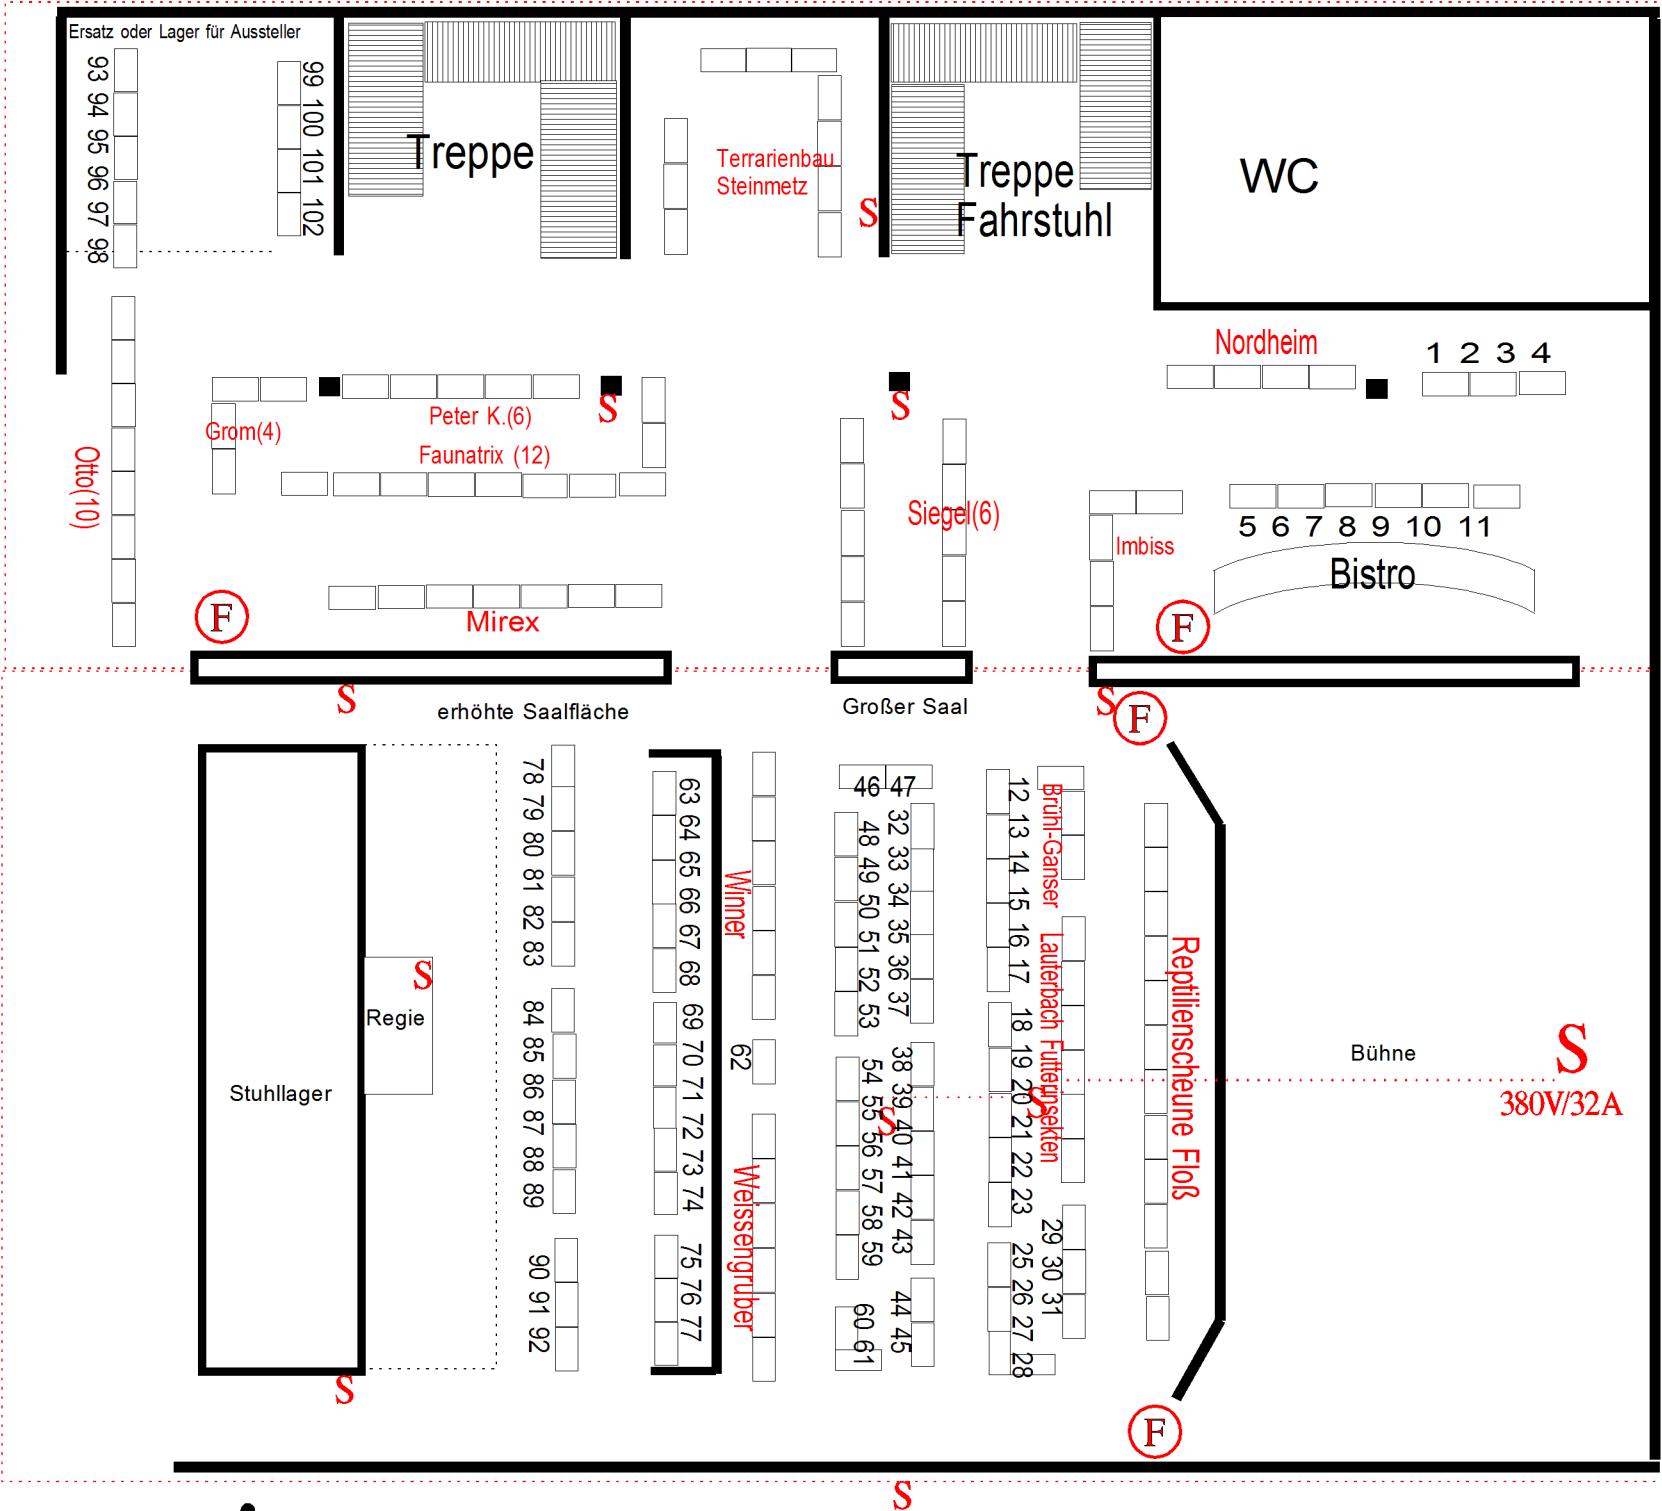 Ersatz oder Lager für Aussteller
93 94 95 96 97 98
99 100 101 102
Treppe
Terrarienbau
Steinmetz
S
Treppe
Fahrstuhl
WC
Nordheim
1 2 3 4
Otto(10)
Grom(4)
Peter K.(6)
S
Faunatrix (12)
S
Siegel(6)
Imbiss
5 6 7 8 9 10 11
Bistro
F
Mirex
F
S
erhöhte Saalfläche
Großer Saal
S
F
Stuhllager
Regie
S
78 79 80 81 82 83
84 85 86 87 88 89
90 91 92
63 64 65 66 67 68
69 70 71 72 73 74
75 76 77
Winner
62
Weissengruber
46 47
48 49 50 51 52 53
54 55 56 57 58 59
60 61
32 33 34 35 36 37
38 39 40 41 42 43
44 45
S
12 13 14 15 16 17
18 19 20 21 22 23
25 26 27 28
S
Brühl-Ganser
Lauterbach Futterinsekten
29 30 31
Reptilienscheune Floß
Bühne
S
380V/32A
S
F
S